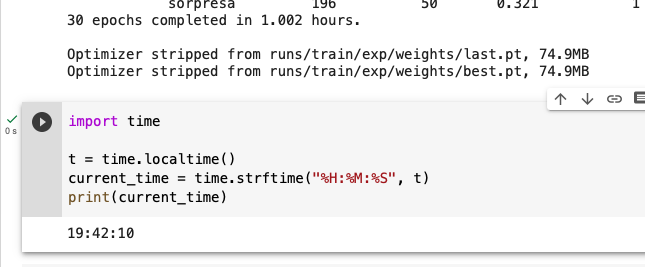 sorpresa 196 50 0.321 1
30 epochs completed in 1.002 hours.
Optimizer stripped from runs/train/exp/weights/last.pt, 74.9MB
Optimizer stripped from runs/train/exp/weights/best.pt, 74.9MB
0 s
import time
t = time.localtime()
current_time = time.strftime("%H:%M:%S", t)
print(current_time)
19:42:10